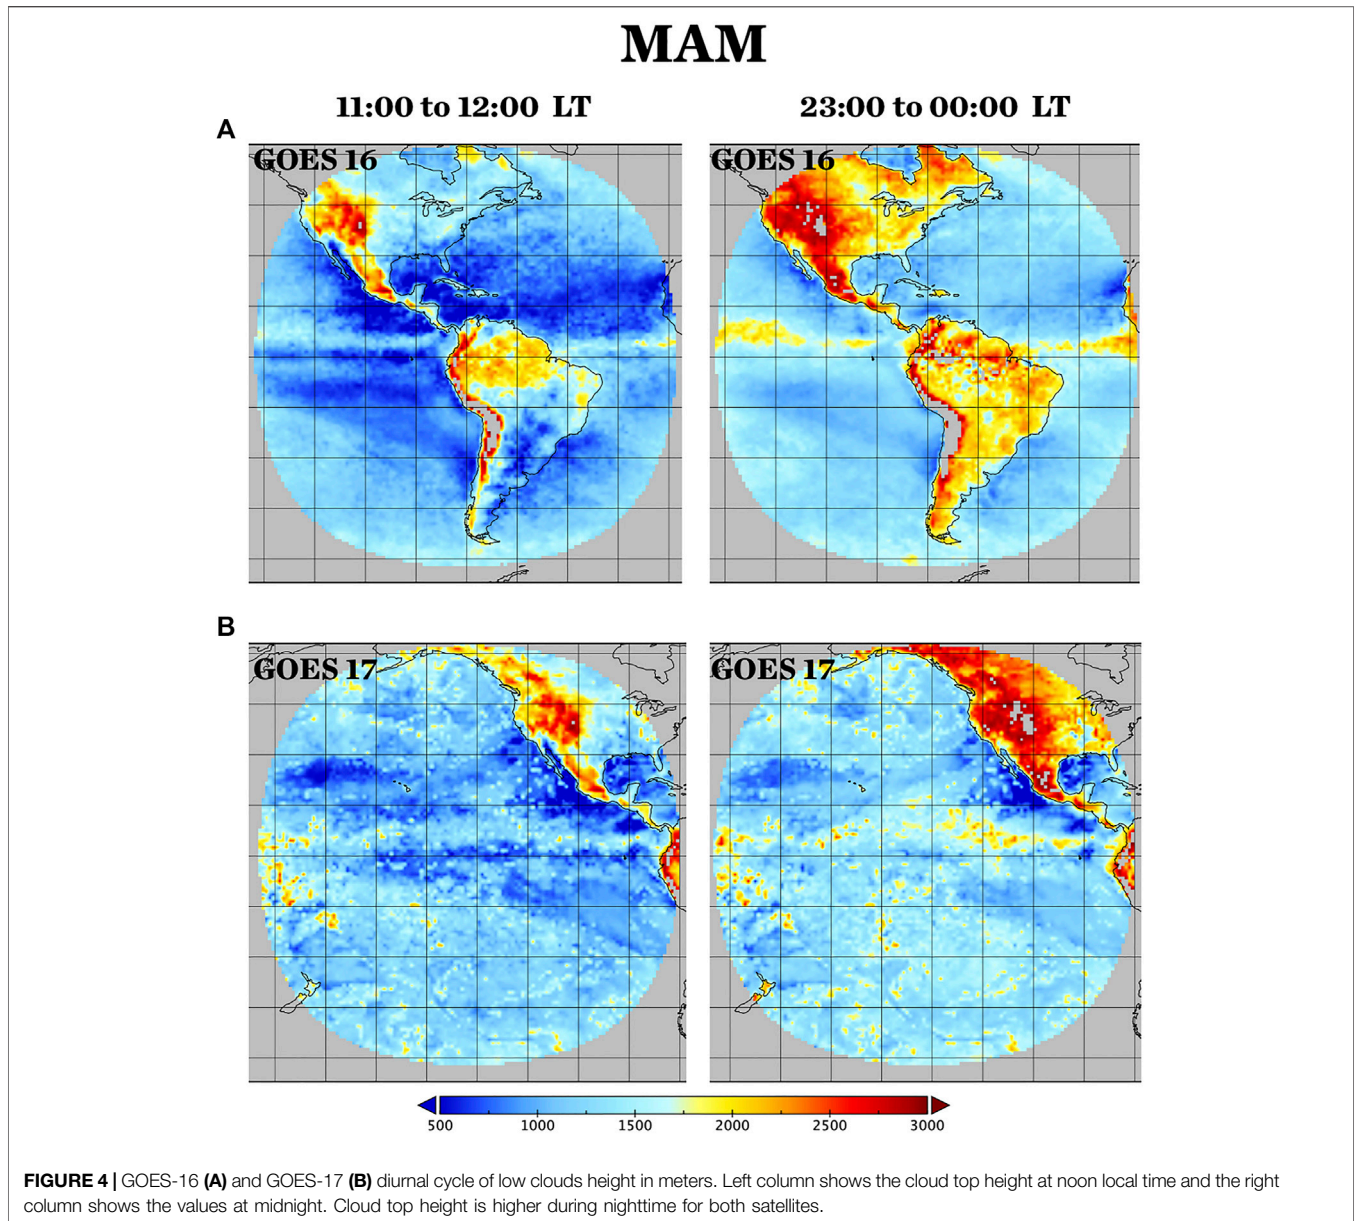 MAM
11:00 to 12:00 LT
23:00 to 00:00 LT
A
GOES 16
GOES 16
B
GOES 17
GOES 17
500 1000 1500 2000 2500 3000
FIGURE 4 | GOES-16 (A) and GOES-17 (B) diurnal cycle of low clouds height in meters. Left column shows the cloud top height at noon local time and the right
column shows the values at midnight. Cloud top height is higher during nighttime for both satellites.